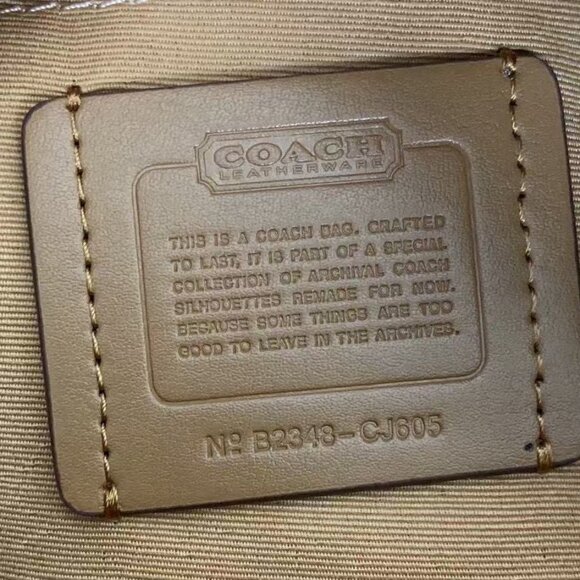 COACH
LEATHERWARE
THIS IS A COACH BAG. CRAFTED
TO LAST, IT IS PART OF A SPECIAL
COLLECTION OF ARCHIVAL COACH
SILHOUETTES REMADE FOR NOW.
BECAUSE SOME THINGS ARE TOO
GOOD TO LEAVE IN THE ARCHIVES.
Nº B2348-CJ605